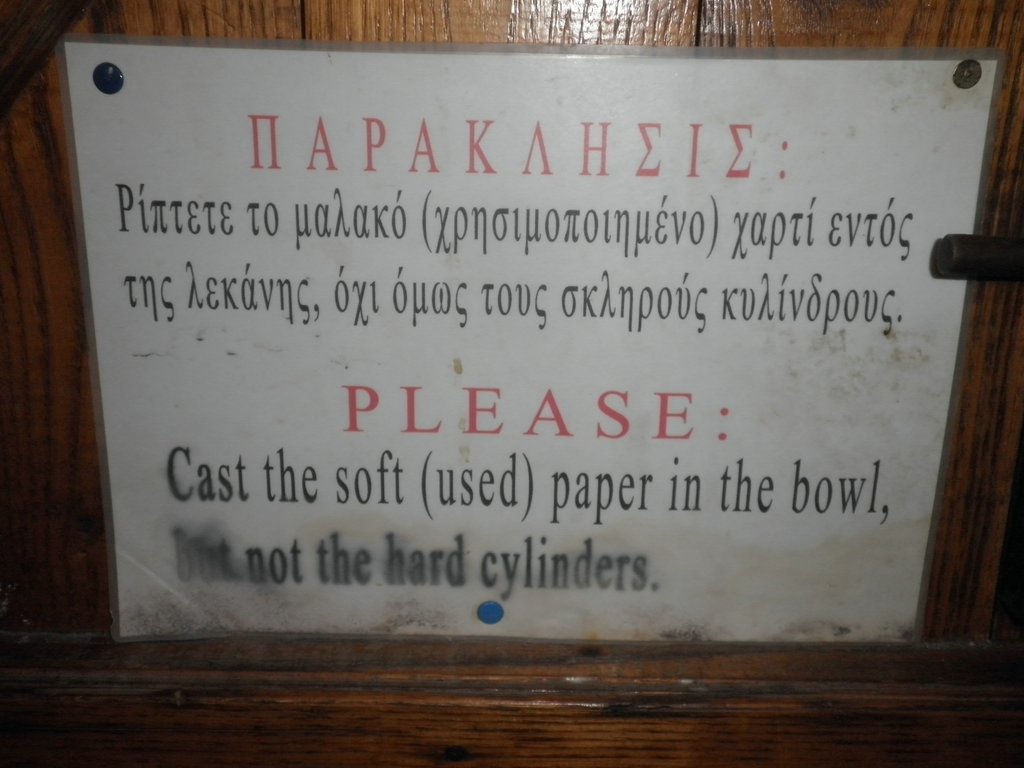 ΠΑΡΑΚΛΗΣΙΣ:
Ρίπτετε το μαλακό (χρησιμοποιημένο) χαρτί εντός
της λεκάνης, όχι όμως τους σκληρούς κυλίνδρους.
PLEASE:
Cast the soft (used) paper in the bowl,
but not the hard cylinders.